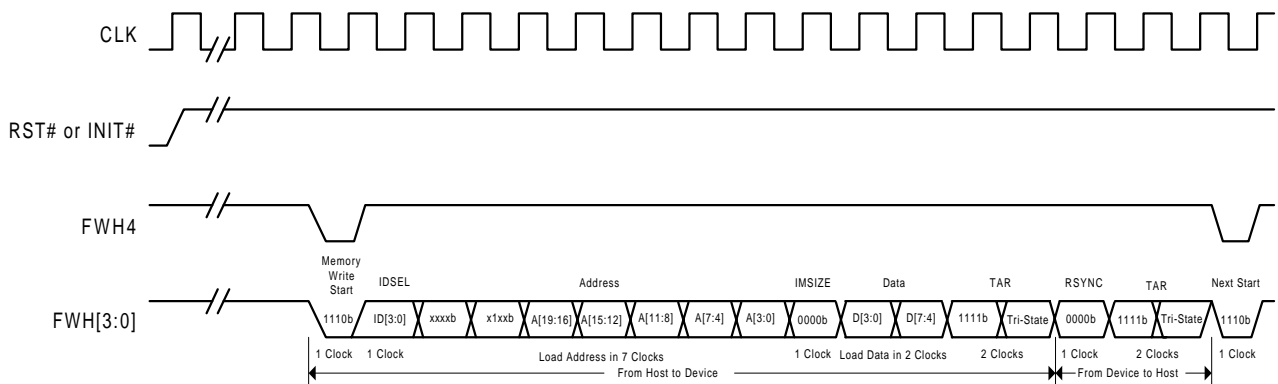 CLK
RST# or INIT#
FWH4
Memory
Write
Start
IDSEL
Address
IMSIZE
Data
TAR
RSYNC
TAR
Next Start
FWH[3:0]
1110b
ID[3:0]
xxxxb
x1xxb
A[19:16]
A[15:12]
A[11:8]
A[7:4]
A[3:0]
0000b
D[3:0]
D[7:4]
1111b
Tri-State
0000b
1111b
Tri-State
1110b
1 Clock
1 Clock
Load Address in 7 Clocks
1 Clock
Load Data in 2 Clocks
2 Clocks
1 Clock
2 Clocks
1 Clock
From Host to Device
From Device to Host